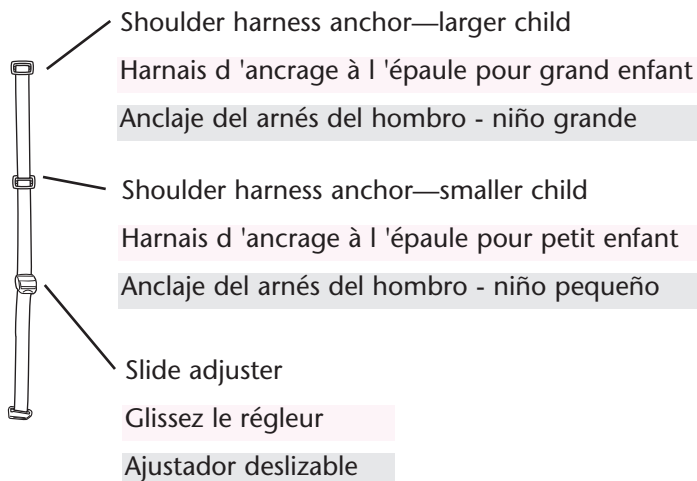 Shoulder harness anchor—larger child
Harnais d 'ancrage à l 'épaule pour grand enfant
Anclaje del arnés del hombro - niño grande
Shoulder harness anchor—smaller child
Harnais d 'ancrage à l 'épaule pour petit enfant
Anclaje del arnés del hombro - niño pequeño
Slide adjuster
Glissez le régleur
Ajustador deslizable